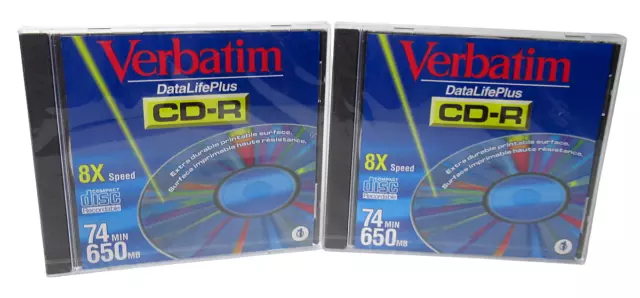 Verbatim
DataLifePlus
CD-R
Extra durable printable surface.
Surface imprimable haute résistance.
8X Speed
COMPACT
disc
Recordable
74 MIN
650 MB
Verbatim
DataLifePlus
CD-R
Extra durable printable surface.
Surface imprimable haute résistance.
8X Speed
COMPACT
disc
Recordable
74 MIN
650 MB